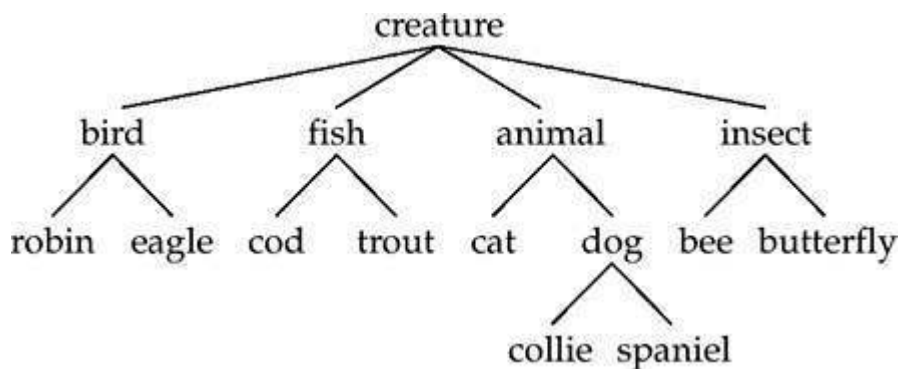 creature
bird fish animal insect
robin eagle cod trout cat dog bee butterfly
collie spaniel